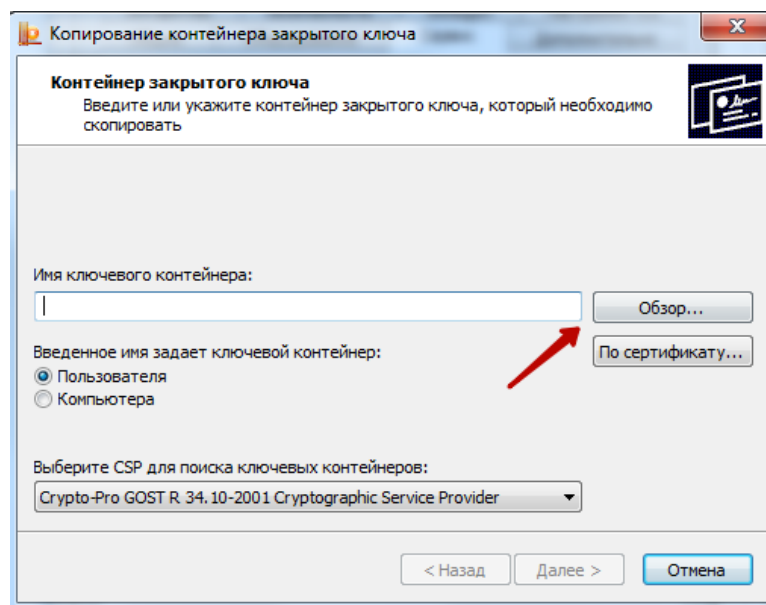 Копирование контейнера закрытого ключа
Контейнер закрытого ключа
Введите или укажите контейнер закрытого ключа, который необходимо
скопировать
Имя ключевого контейнера:
Обзор...
Введенное имя задает ключевой контейнер:
По сертификату...
Пользователя
Компьютера
Выберите CSP для поиска ключевых контейнеров:
Crypto-Pro GOST R 34.10-2001 Cryptographic Service Provider
< Назад
Далее >
Отмена